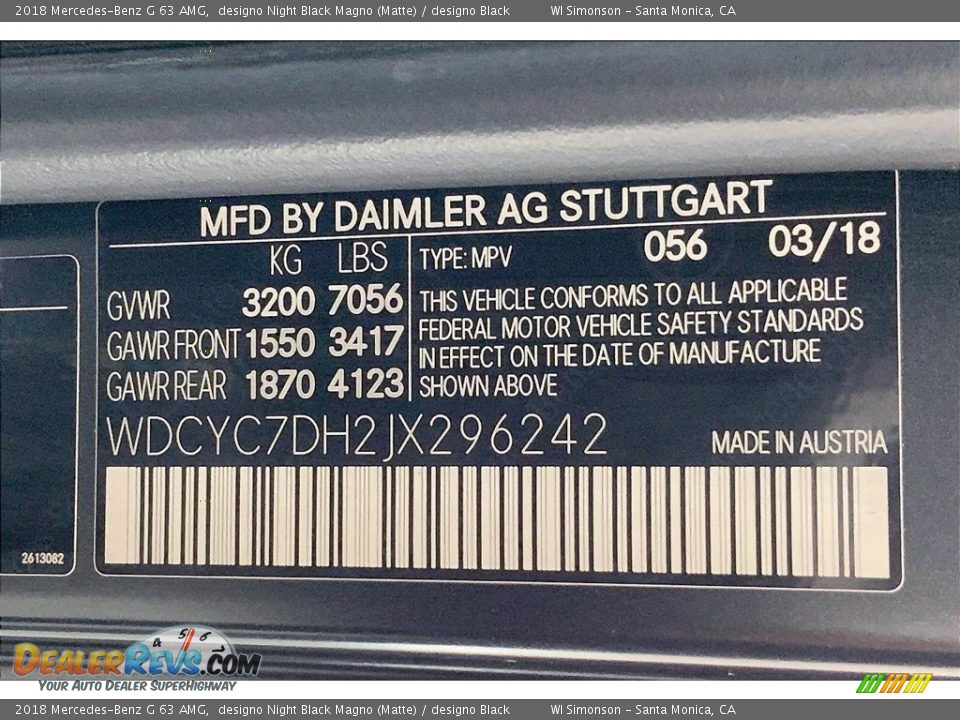 2018 Mercedes-Benz G 63 AMG, designo Night Black Magno (Matte) / designo Black WI Simonson - Santa Monica, CA
MFD BY DAIMLER AG STUTTGART
KG LBS
GVWR 3200 7056
GAWR FRONT 1550 3417
GAWR REAR 1870 4123
TYPE: MPV 056 03/18
THIS VEHICLE CONFORMS TO ALL APPLICABLE
FEDERAL MOTOR VEHICLE SAFETY STANDARDS
IN EFFECT ON THE DATE OF MANUFACTURE
SHOWN ABOVE
WDCYC7DH2JX296242
MADE IN AUSTRIA
2613082
4 5 6 7
DEALERREVS.COM
YOUR AUTO DEALER SUPERHIGHWAY
2018 Mercedes-Benz G 63 AMG, designo Night Black Magno (Matte) / designo Black WI Simonson - Santa Monica, CA